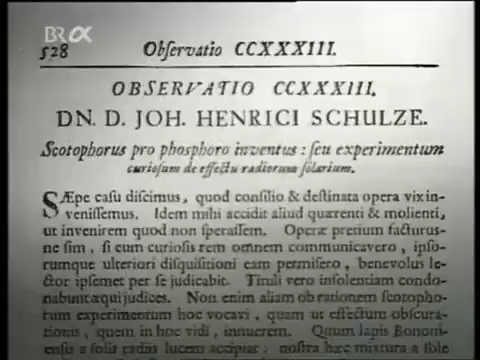 BRα
528 Obſervatio CCXXXIII.
OBSERVATIO CCXXXIII.
DN. D. JOH. HENRICI SCHULZE.
Scotophorus pro phosphoro inventus: ſeu experimentum
curioſum de effectu radiorum ſolarium.
SÆpe caſu diſcimus, quod conſilio & deſtinata opera vix in-
veniſſemus. Idem mihi accidit aliud quærenti & molienti,
ut invenirem quod non ſperaſſem. Operæ pretium facturus-
ne ſim, ſi cum curioſis rem omnem communicavero, ipſo-
rumque ulteriori diſquiſitioni eam permiſero, benevolus le-
ctor ipſemet per ſe judicabit. Tituli vero inſolentiam condo-
nabunt æqui judices. Non enim aliam ob rationem scotopho-
rum experimentum hoc vocavi, quam ut effectum obſcura-
tionis, quem in hoc vidi, innuerem. Quum lapis Bononi-
enſis a ſolis radiis lucem accipiat; noſtra hæc mixtura a ſole